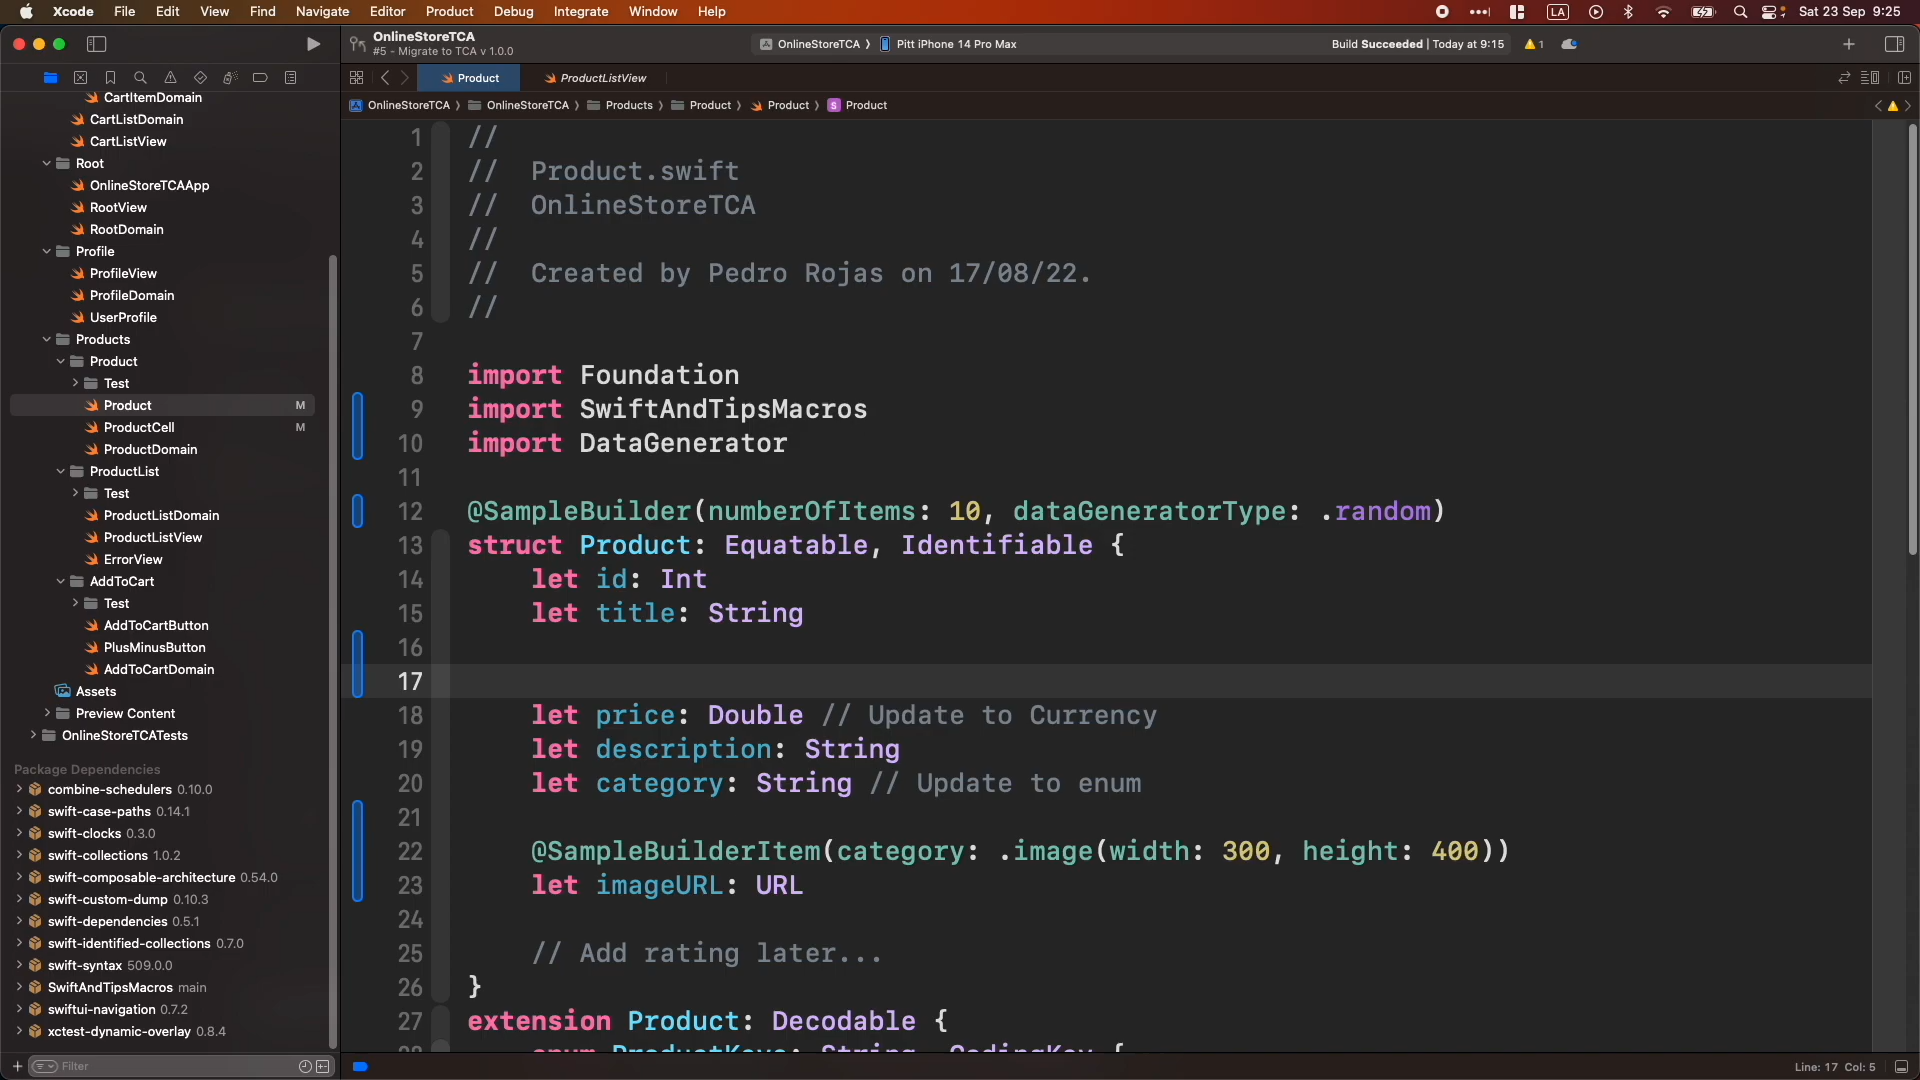 Xcode File Edit View Find Navigate Editor Product Debug Integrate Window Help LA Sat 23 Sep 9:25
OnlineStoreTCA
#5 - Migrate to TCA v 1.0.0
OnlineStoreTCA Pitt iPhone 14 Pro Max Build Succeeded | Today at 9:15 1
Product ProductListView
OnlineStoreTCA OnlineStoreTCA Products Product Product S Product
CartItemDomain
CartListDomain
CartListView
Root
OnlineStoreTCAApp
RootView
RootDomain
Profile
ProfileView
ProfileDomain
UserProfile
Products
Product
Test
Product M
ProductCell M
ProductDomain
ProductList
Test
ProductListDomain
ProductListView
ErrorView
AddToCart
Test
AddToCartButton
PlusMinusButton
AddToCartDomain
Assets
Preview Content
OnlineStoreTCATests
Package Dependencies
combine-schedulers 0.10.0
swift-case-paths 0.14.1
swift-clocks 0.3.0
swift-collections 1.0.2
swift-composable-architecture 0.54.0
swift-custom-dump 0.10.3
swift-dependencies 0.5.1
swift-identified-collections 0.7.0
swift-syntax 509.0.0
SwiftAndTipsMacros main
swiftui-navigation 0.7.2
xctest-dynamic-overlay 0.8.4
Filter
1 //
2 // Product.swift
3 // OnlineStoreTCA
4 //
5 // Created by Pedro Rojas on 17/08/22.
6 //
7
8 import Foundation
9 import SwiftAndTipsMacros
10 import DataGenerator
11
12 @SampleBuilder(numberOfItems: 10, dataGeneratorType: .random)
13 struct Product: Equatable, Identifiable {
14 let id: Int
15 let title: String
16
17
18 let price: Double // Update to Currency
19 let description: String
20 let category: String // Update to enum
21
22 @SampleBuilderItem(category: .image(width: 300, height: 400))
23 let imageURL: URL
24
25 // Add rating later...
26 }
27 extension Product: Decodable {
28 enum ProductKeys: String, CodingKey {
Line: 17 Col: 5